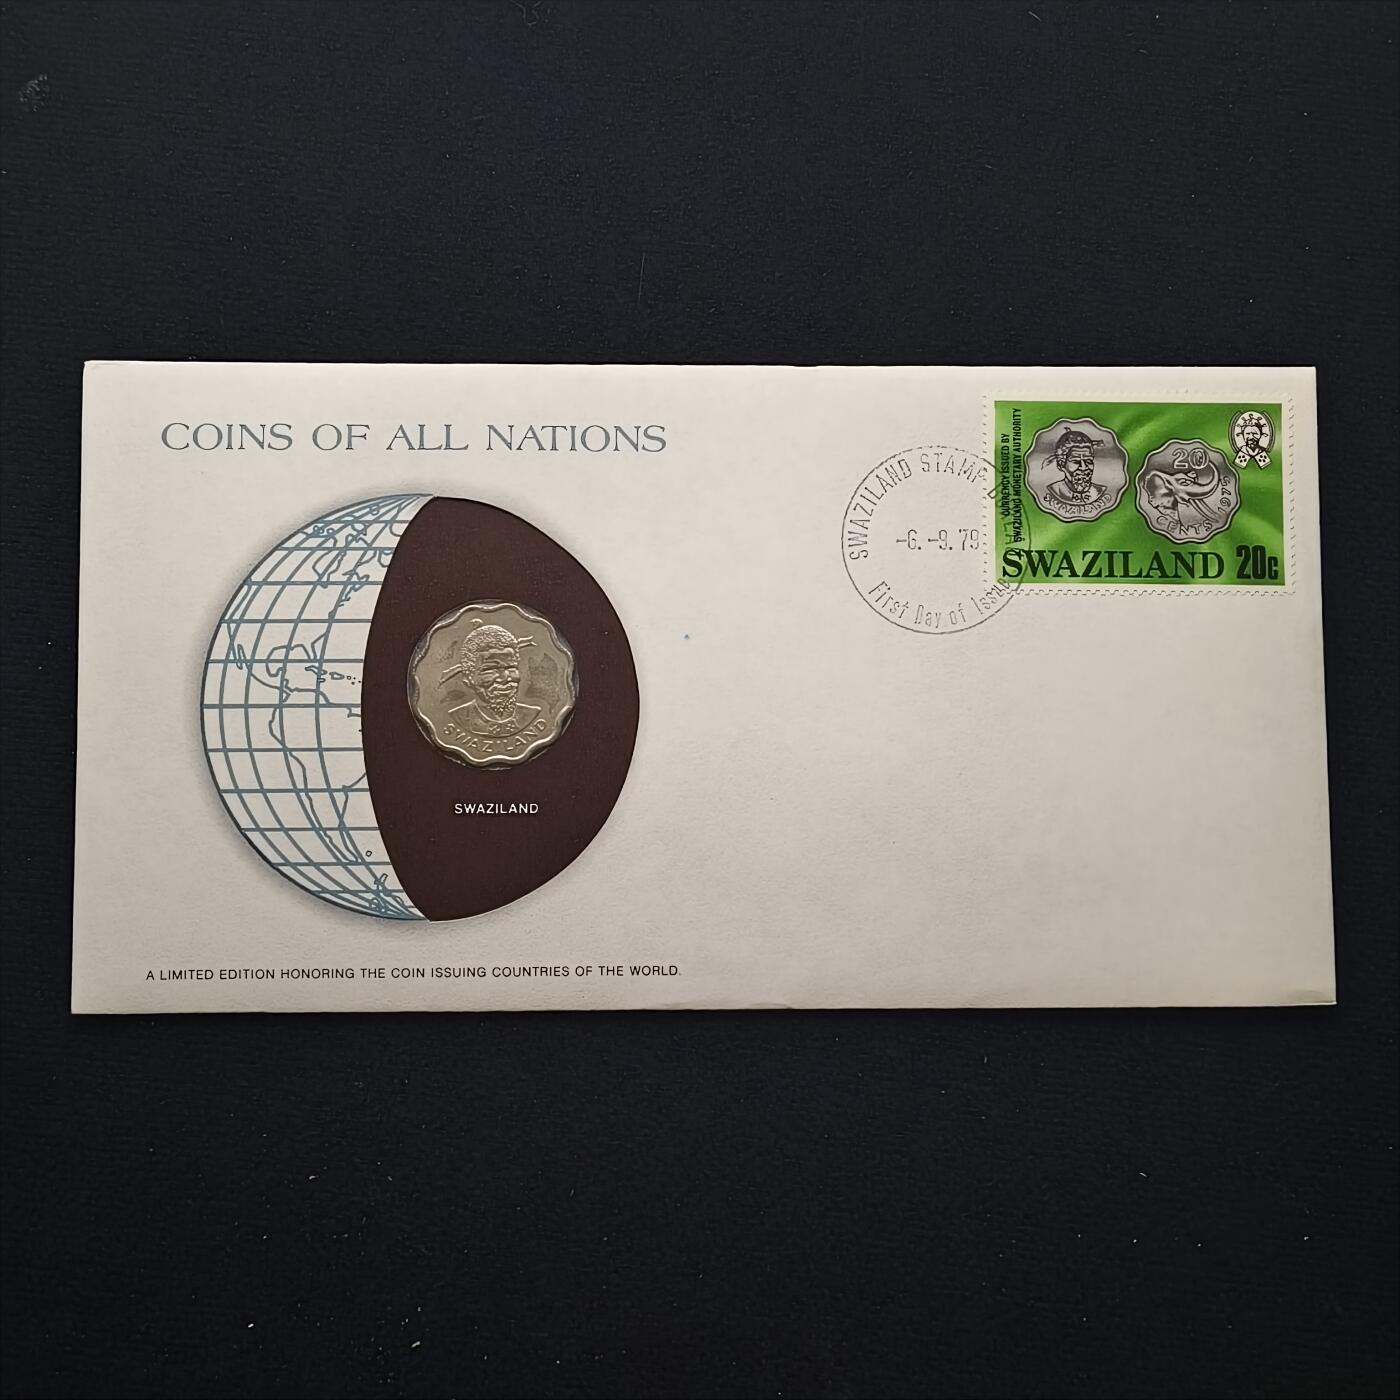 COINS OF ALL NATIONS
SWAZILAND
SWAZILAND
A LIMITED EDITION HONORING THE COIN ISSUING COUNTRIES OF THE WORLD.
SWAZILAND STAMP
-6.-9.79
First Day of Issue
CURRENCY ISSUED BY
SWAZILAND MONETARY AUTHORITY
SWAZILAND
20
CENTS 1975
SWAZILAND 20c